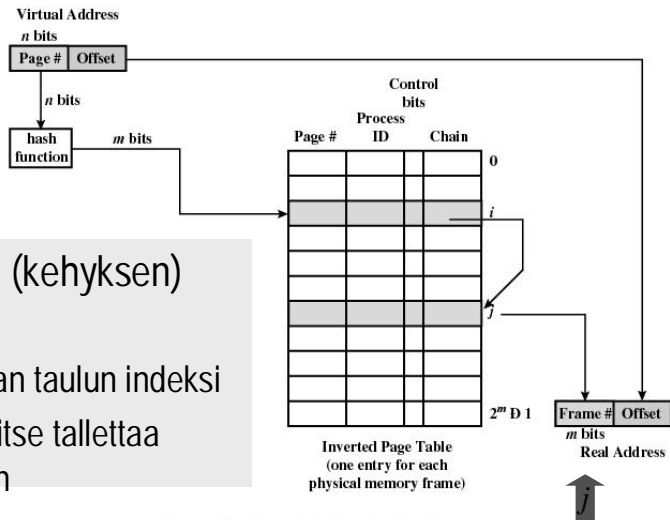 Virtual Address
n bits
Page # Offset
n bits
hash
function
m bits
Control
bits
Process
Page # ID Chain
0
i
j
2^m Đ 1
Inverted Page Table
(one entry for each
physical memory frame)
Frame # Offset
m bits
Real Address
j
(kehyksen)
an taulun indeksi
itse tallettaa